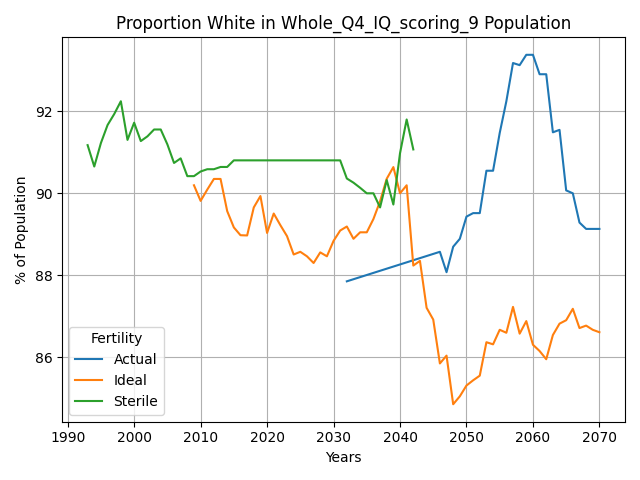 Proportion White in Whole_Q4_IQ_scoring_9 Population
% of Population
92
90
88
86
Fertility
Actual
Ideal
Sterile
1990 2000 2010 2020 2030 2040 2050 2060 2070
Years